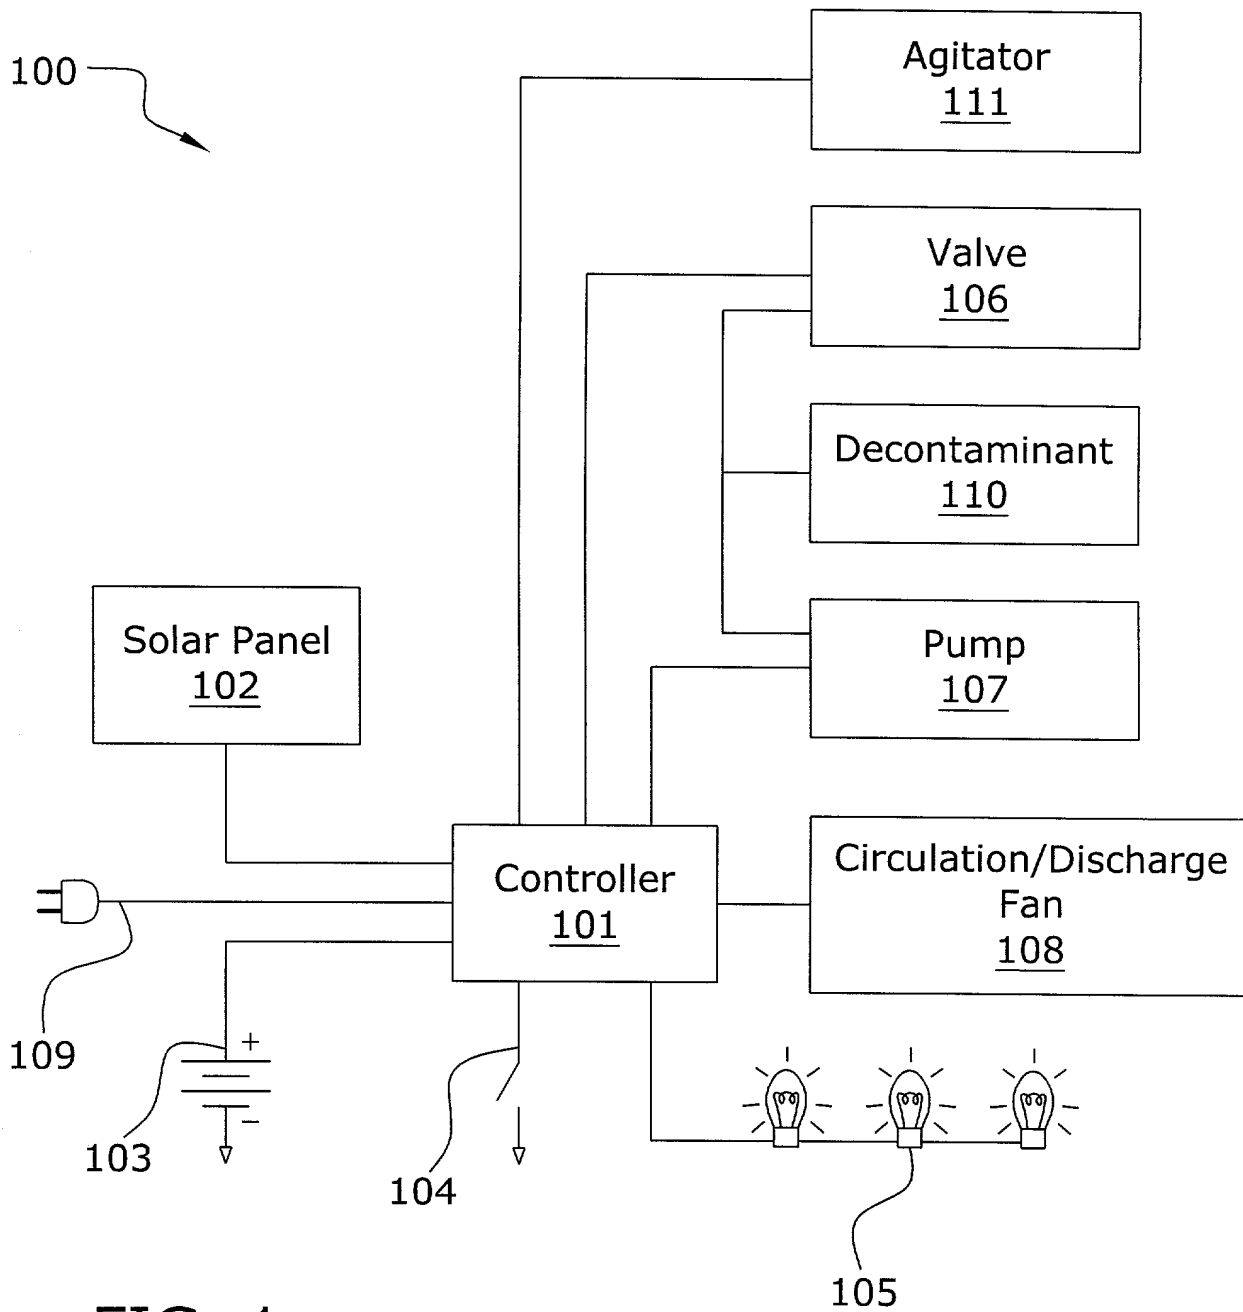 100
Agitator
111
Valve
106
Decontaminant
110
Solar Panel
102
Pump
107
Controller
101
Circulation/Discharge
Fan
108
109
+
−
103
104
105